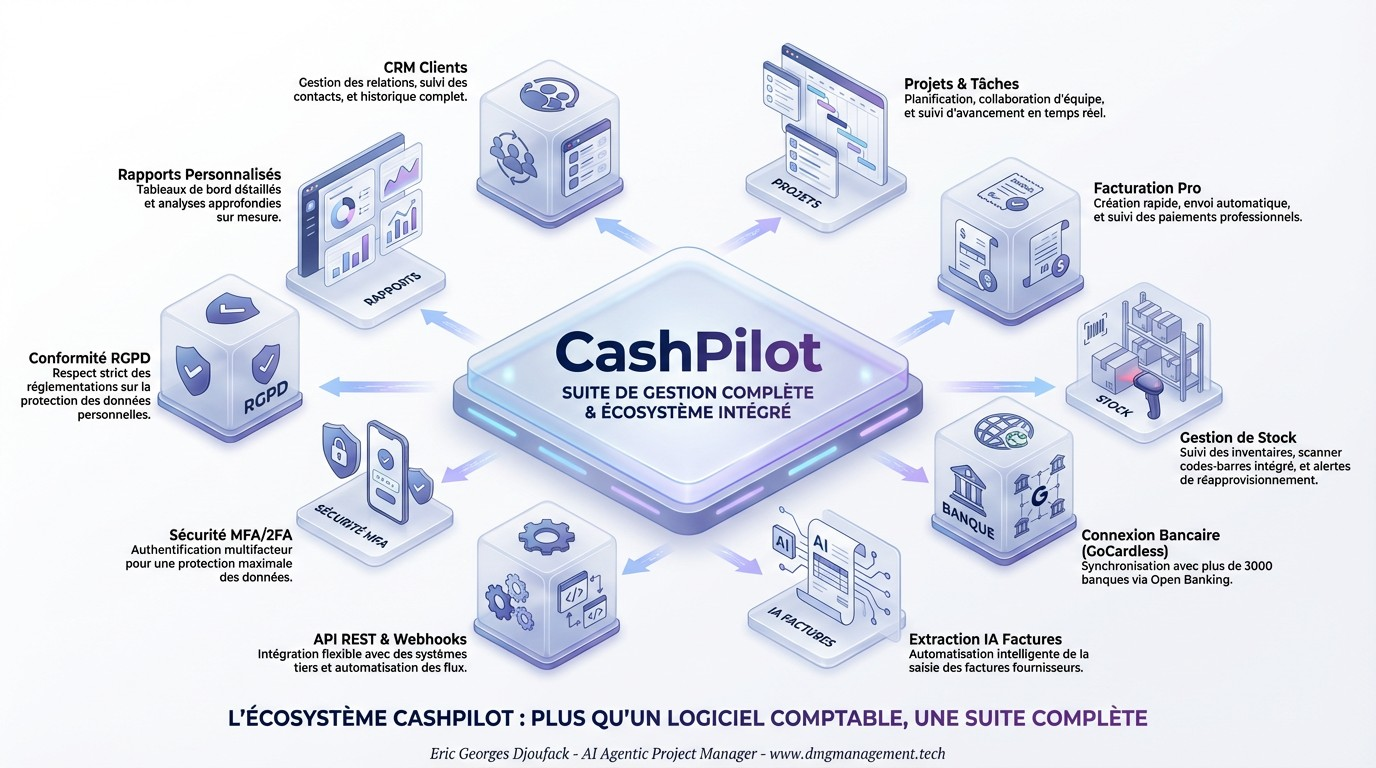 CRM Clients
Gestion des relations, suivi des
contacts, et historique complet.
Projets & Tâches
Planification, collaboration d'équipe,
et suivi d'avancement en temps réel.
PROJETS
Rapports Personnalisés
Tableaux de bord détaillés
et analyses approfondies
sur mesure.
RAPPORTS
Facturation Pro
Création rapide, envoi automatique,
et suivi des paiements professionnels.
$
$
CashPilot
SUITE DE GESTION COMPLÈTE
& ÉCOSYSTÈME INTÉGRÉ
Conformité RGPD
Respect strict des
réglementations sur la
protection des données
personnelles.
RGPD
STOCK
Gestion de Stock
Suivi des inventaires, scanner
codes-barres intégré, et alertes
de réapprovisionnement.
Sécurité MFA/2FA
Authentification multifacteur
pour une protection maximale
des données.
SÉCURITÉ MFA
BANQUE
G
Connexion Bancaire
(GoCardless)
Synchronisation avec plus de 3000
banques via Open Banking.
API REST & Webhooks
Intégration flexible avec des systèmes
tiers et automatisation des flux.
</>
</>
AI
AI
IA FACTURES
Extraction IA Factures
Automatisation intelligente de la
saisie des factures fournisseurs.
L'ÉCOSYSTÈME CASHPILOT : PLUS QU'UN LOGICIEL COMPTABLE, UNE SUITE COMPLÈTE
Eric Georges Djoufack - AI Agentic Project Manager - www.dmgmanagement.tech